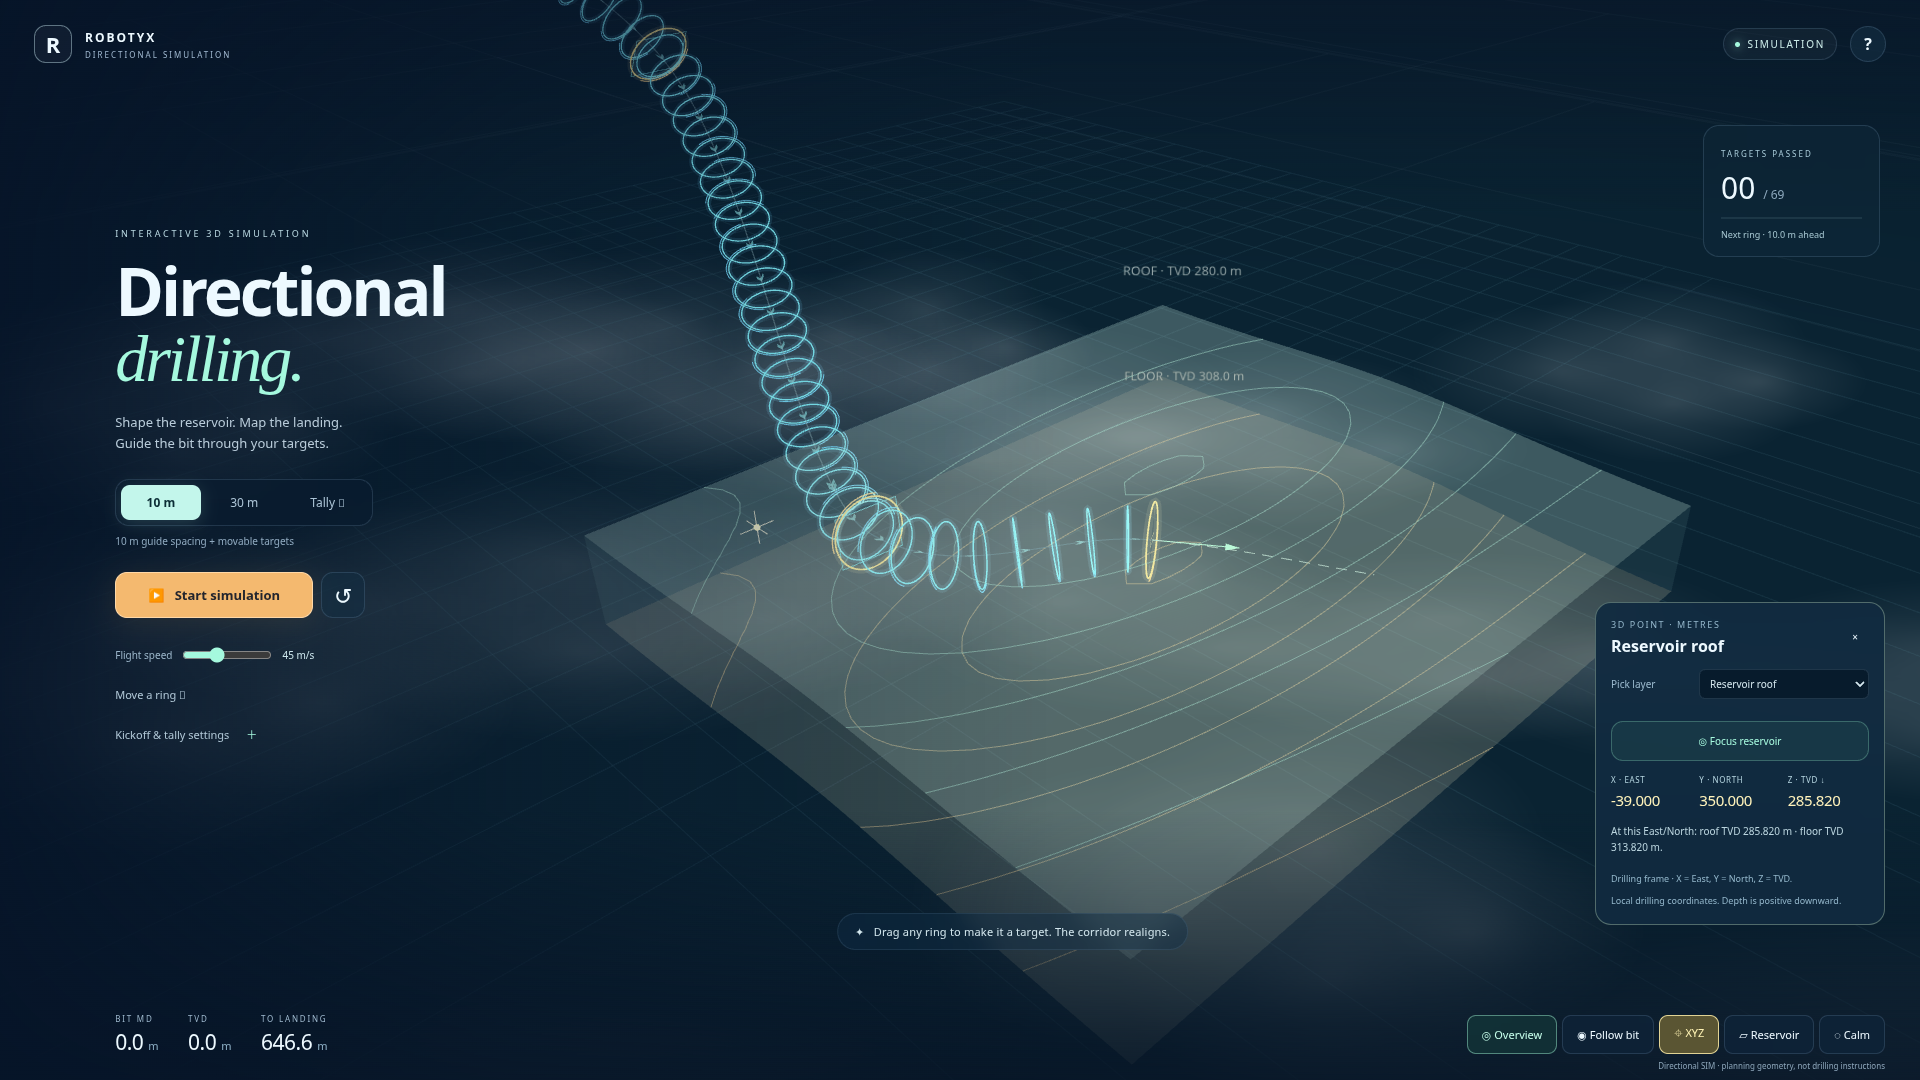 R
ROBOTYX
DIRECTIONAL SIMULATION
SIMULATION
?
TARGETS PASSED
00 / 69
Next ring · 10.0 m ahead
INTERACTIVE 3D SIMULATION
Directional
drilling.
Shape the reservoir. Map the landing.
Guide the bit through your targets.
10 m
30 m
Tally
10 m guide spacing + movable targets
Start simulation
Flight speed
45 m/s
Move a ring
Kickoff & tally settings +
ROOF · TVD 280.0 m
FLOOR · TVD 308.0 m
3D POINT · METRES
Reservoir roof
×
Pick layer
Reservoir roof
◎ Focus reservoir
X · EAST
Y · NORTH
Z · TVD ↓
-39.000
350.000
285.820
At this East/North: roof TVD 285.820 m · floor TVD
313.820 m.
Drilling frame · X = East, Y = North, Z = TVD.
Local drilling coordinates. Depth is positive downward.
✦ Drag any ring to make it a target. The corridor realigns.
BIT MD
TVD
TO LANDING
0.0 m
0.0 m
646.6 m
◎ Overview
◉ Follow bit
⌖ XYZ
▱ Reservoir
○ Calm
Directional SIM · planning geometry, not drilling instructions